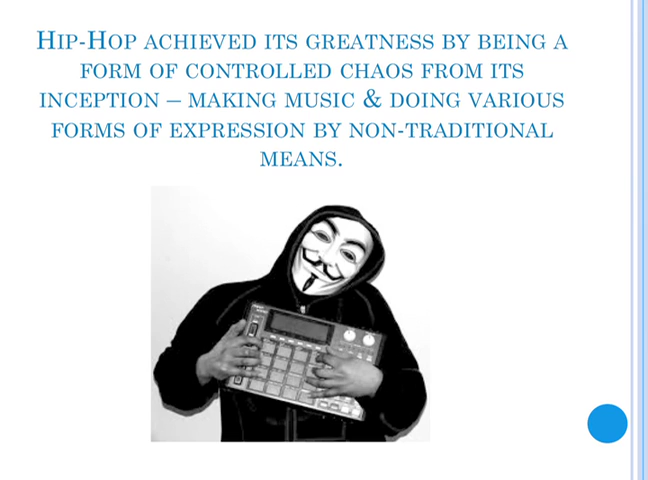 Hip-Hop achieved its greatness by being a
form of controlled chaos from its
inception – making music & doing various
forms of expression by non-traditional
means.